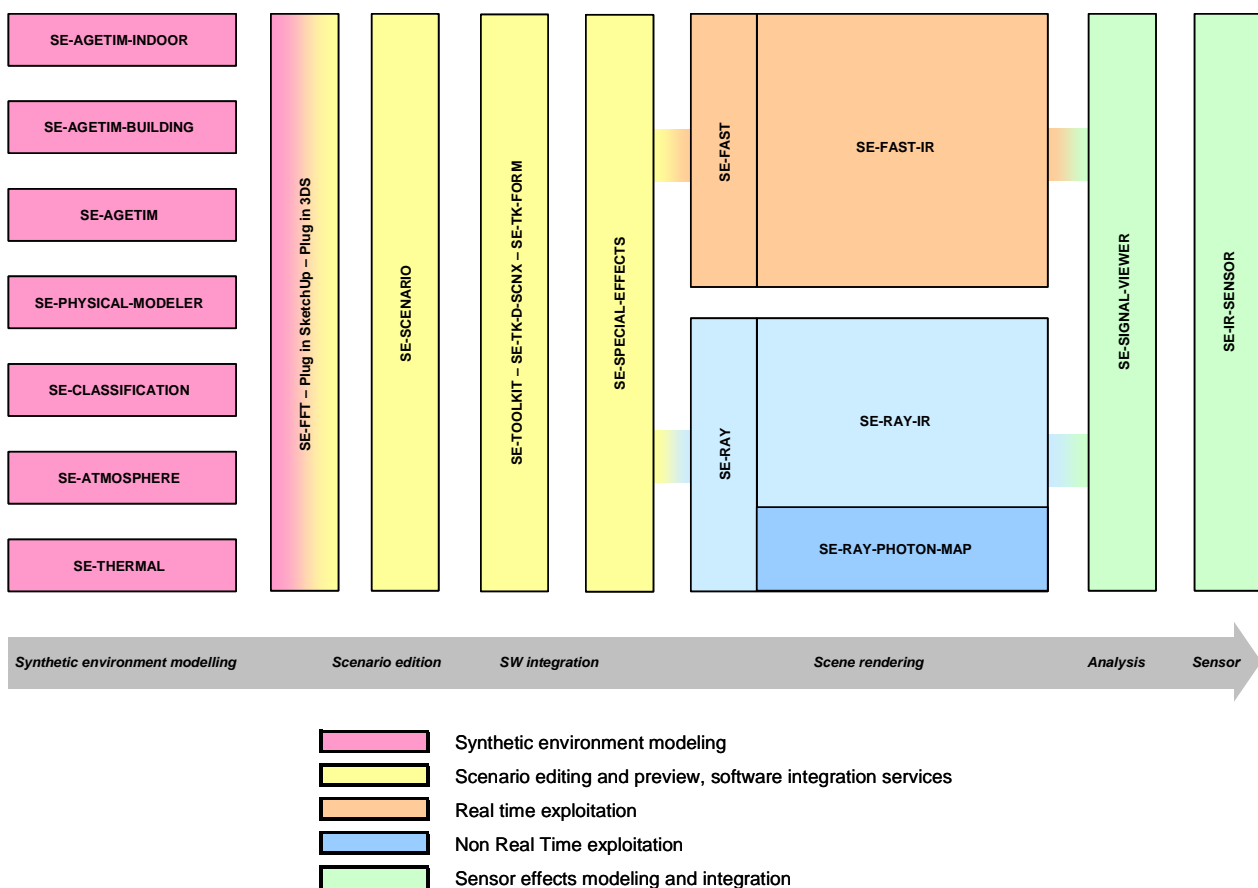 SE-AGETIM-INDOOR
SE-AGETIM-BUILDING
SE-AGETIM
SE-PHYSICAL-MODELER
SE-CLASSIFICATION
SE-ATMOSPHERE
SE-THERMAL
SE-FFT – Plug in SketchUp – Plug in 3DS
SE-SCENARIO
SE-TOOLKIT – SE-TK-D-SCNX – SE-TK-FORM
SE-SPECIAL-EFFECTS
SE-FAST
SE-FAST-IR
SE-RAY
SE-RAY-IR
SE-RAY-PHOTON-MAP
SE-SIGNAL-VIEWER
SE-IR-SENSOR
Synthetic environment modelling
Scenario edition
SW integration
Scene rendering
Analysis
Sensor
Synthetic environment modeling
Scenario editing and preview, software integration services
Real time exploitation
Non Real Time exploitation
Sensor effects modeling and integration